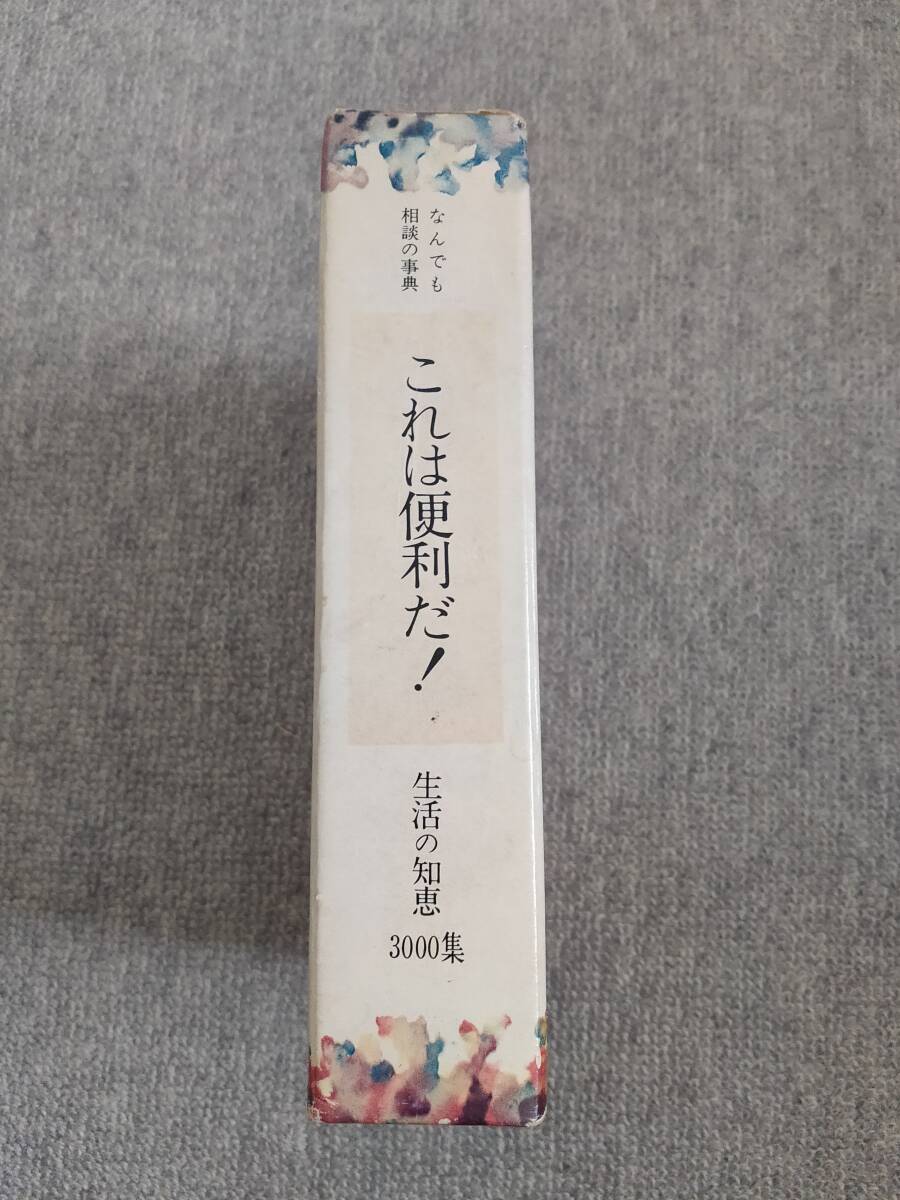 なんでも
相談の事典
これは便利だ!
生活の知恵
3000集